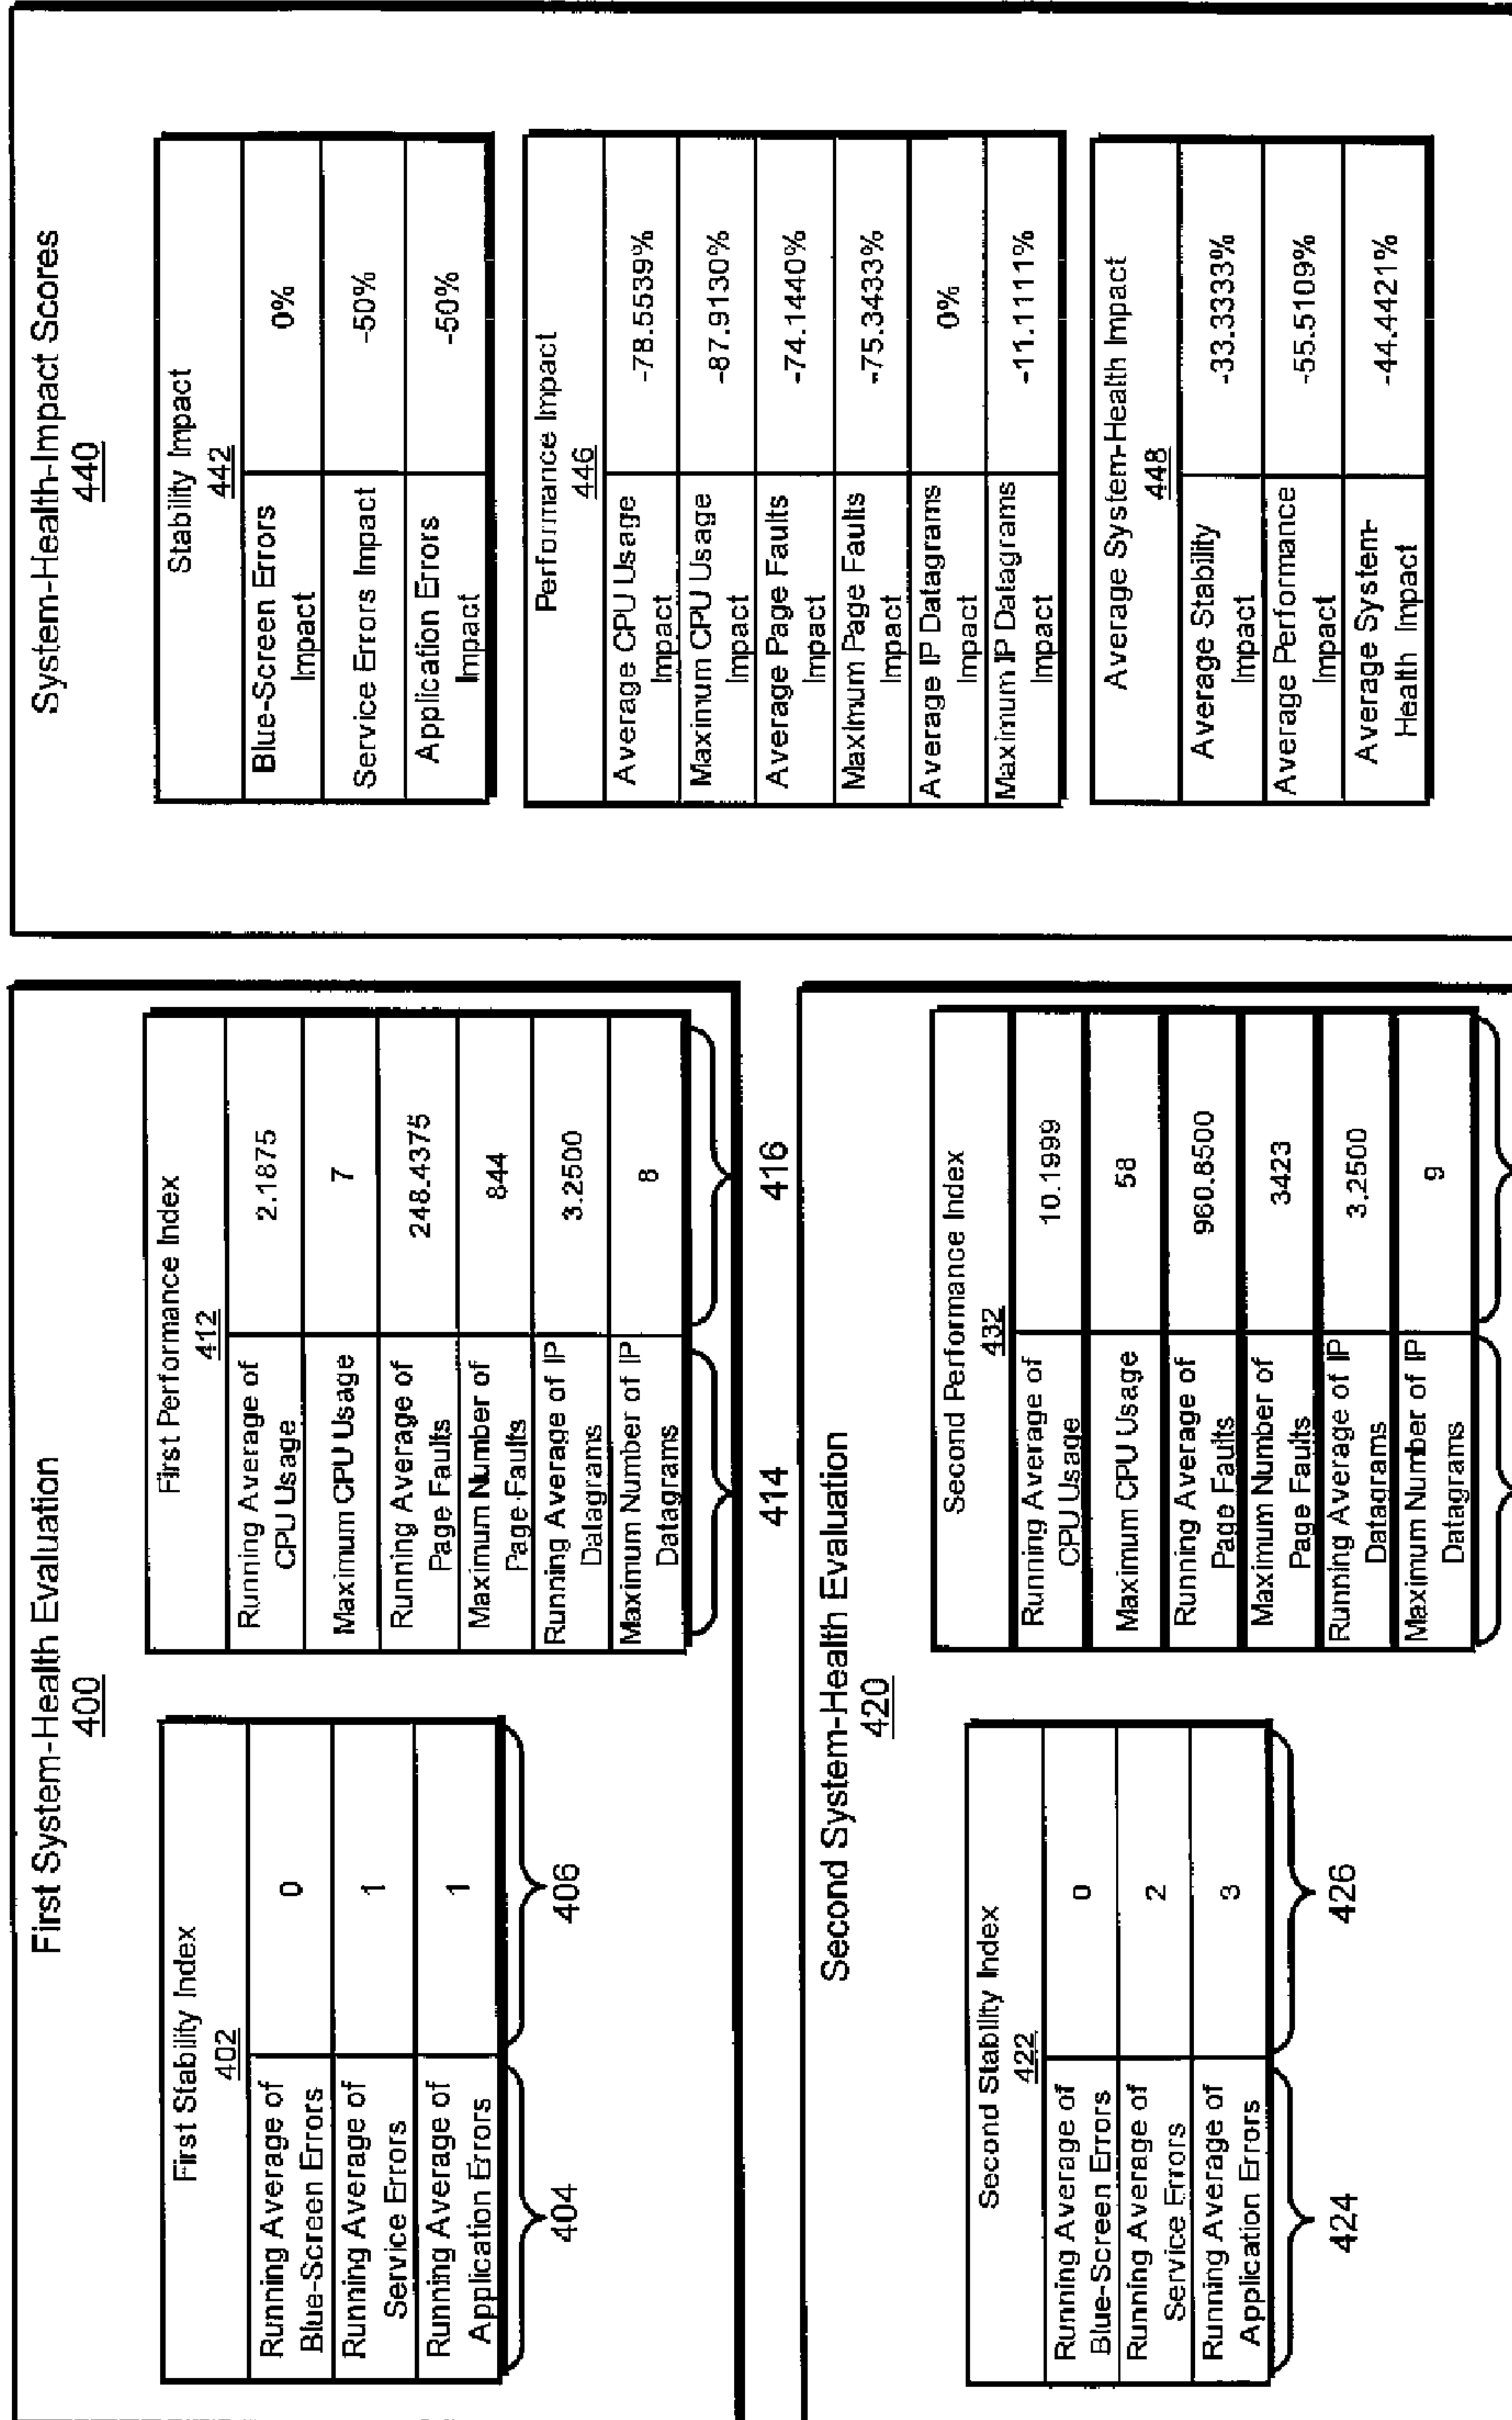 First System-Health Evaluation
400
First Stability Index
402
Running Average of
Blue-Screen Errors
0
Running Average of
Service Errors
1
Running Average of
Application Errors
1
404
406
First Performance Index
412
Running Average of
CPU Usage
2.1875
Maximum CPU Usage
7
Running Average of
Page Faults
248.4375
Maximum Number of
Page Faults
844
Running Average of IP
Datagrams
3.2500
Maximum Number of IP
Datagrams
8
414
416
Second System-Health Evaluation
420
Second Stability Index
422
Running Average of
Blue-Screen Errors
0
Running Average of
Service Errors
2
Running Average of
Application Errors
3
424
426
Second Performance Index
432
Running Average of
CPU Usage
10.1999
Maximum CPU Usage
58
Running Average of
Page Faults
960.8500
Maximum Number of
Page Faults
3423
Running Average of IP
Datagrams
3.2500
Maximum Number of IP
Datagrams
9
System-Health-Impact Scores
440
Stability Impact
442
Blue-Screen Errors
Impact
0%
Service Errors Impact
-50%
Application Errors
Impact
-50%
Performance Impact
446
Average CPU Usage
Impact
-78.5539%
Maximum CPU Usage
Impact
-87.9130%
Average Page Faults
Impact
-74.1440%
Maximum Page Faults
Impact
-75.3433%
Average IP Datagrams
Impact
0%
Maximum IP Datagrams
Impact
-11.1111%
Average System-Health Impact
448
Average Stability
Impact
-33.3333%
Average Performance
Impact
-55.5109%
Average System-
Health Impact
-44.4421%